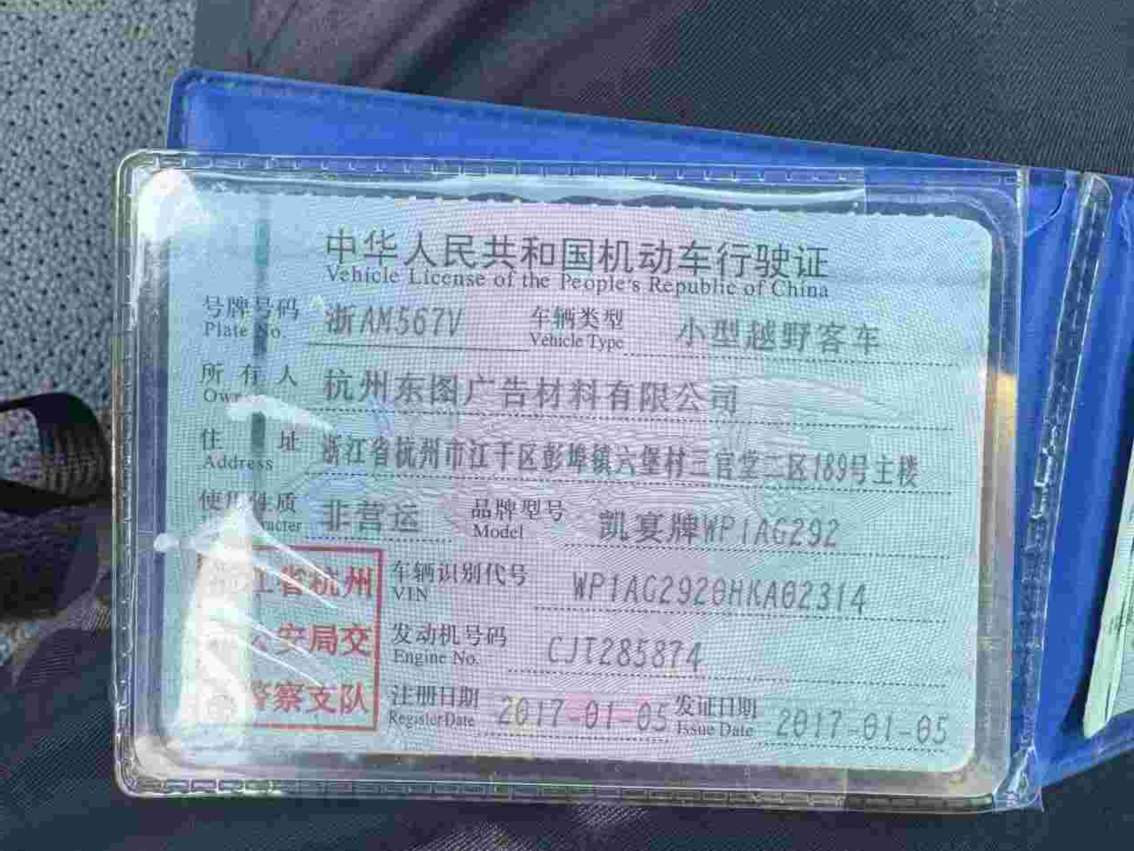 中华人民共和国机动车行驶证
Vehicle License of the People's Republic of China
号牌号码 浙AM567V 车辆类型 小型越野客车
Plate No. Vehicle Type
所有人 杭州东图广告材料有限公司
住址 浙江省杭州市江干区彭埠镇六堡村三官堂二区189号主楼
Address
使用性质 非营运 品牌型号 凯宴牌WP1AG292
Model
车辆识别代号 WP1AG2920HKA02314
VIN
发动机号码 CJT285874
Engine No.
注册日期 2017-01-05 发证日期 2017-01-05
Register Date Issue Date
省杭州
公安局交
警察支队